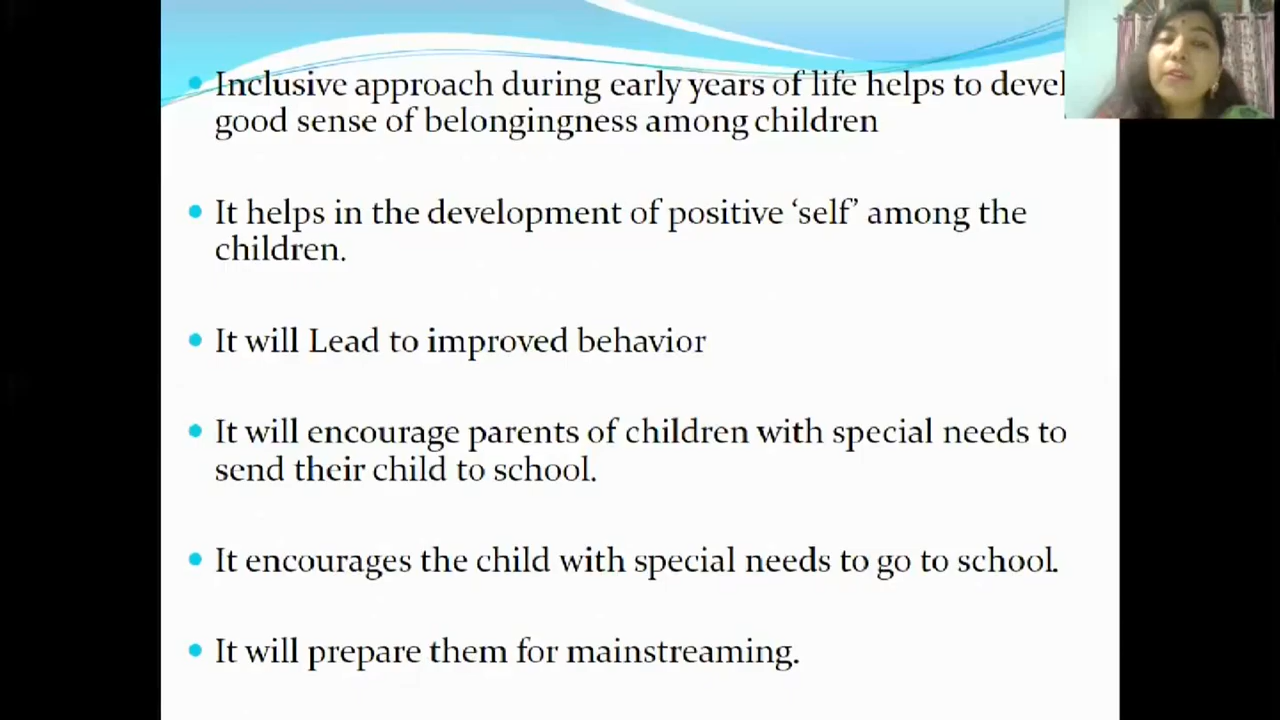 Inclusive approach during early years of life helps to devel
good sense of belongingness among children
It helps in the development of positive ‘self’ among the
children.
It will Lead to improved behavior
It will encourage parents of children with special needs to
send their child to school.
It encourages the child with special needs to go to school.
It will prepare them for mainstreaming.